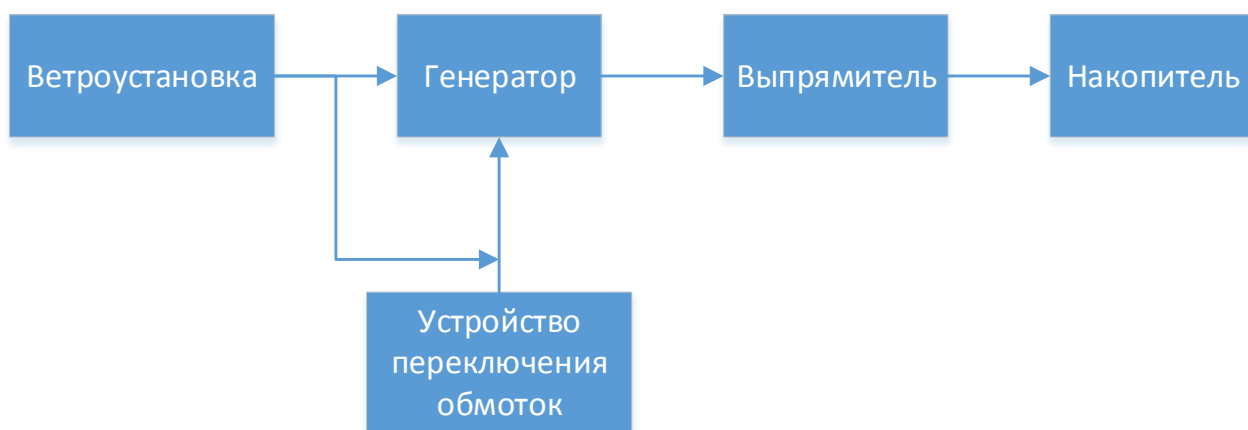 Ветроустановка
Генератор
Выпрямитель
Накопитель
Устройство
переключения
обмоток